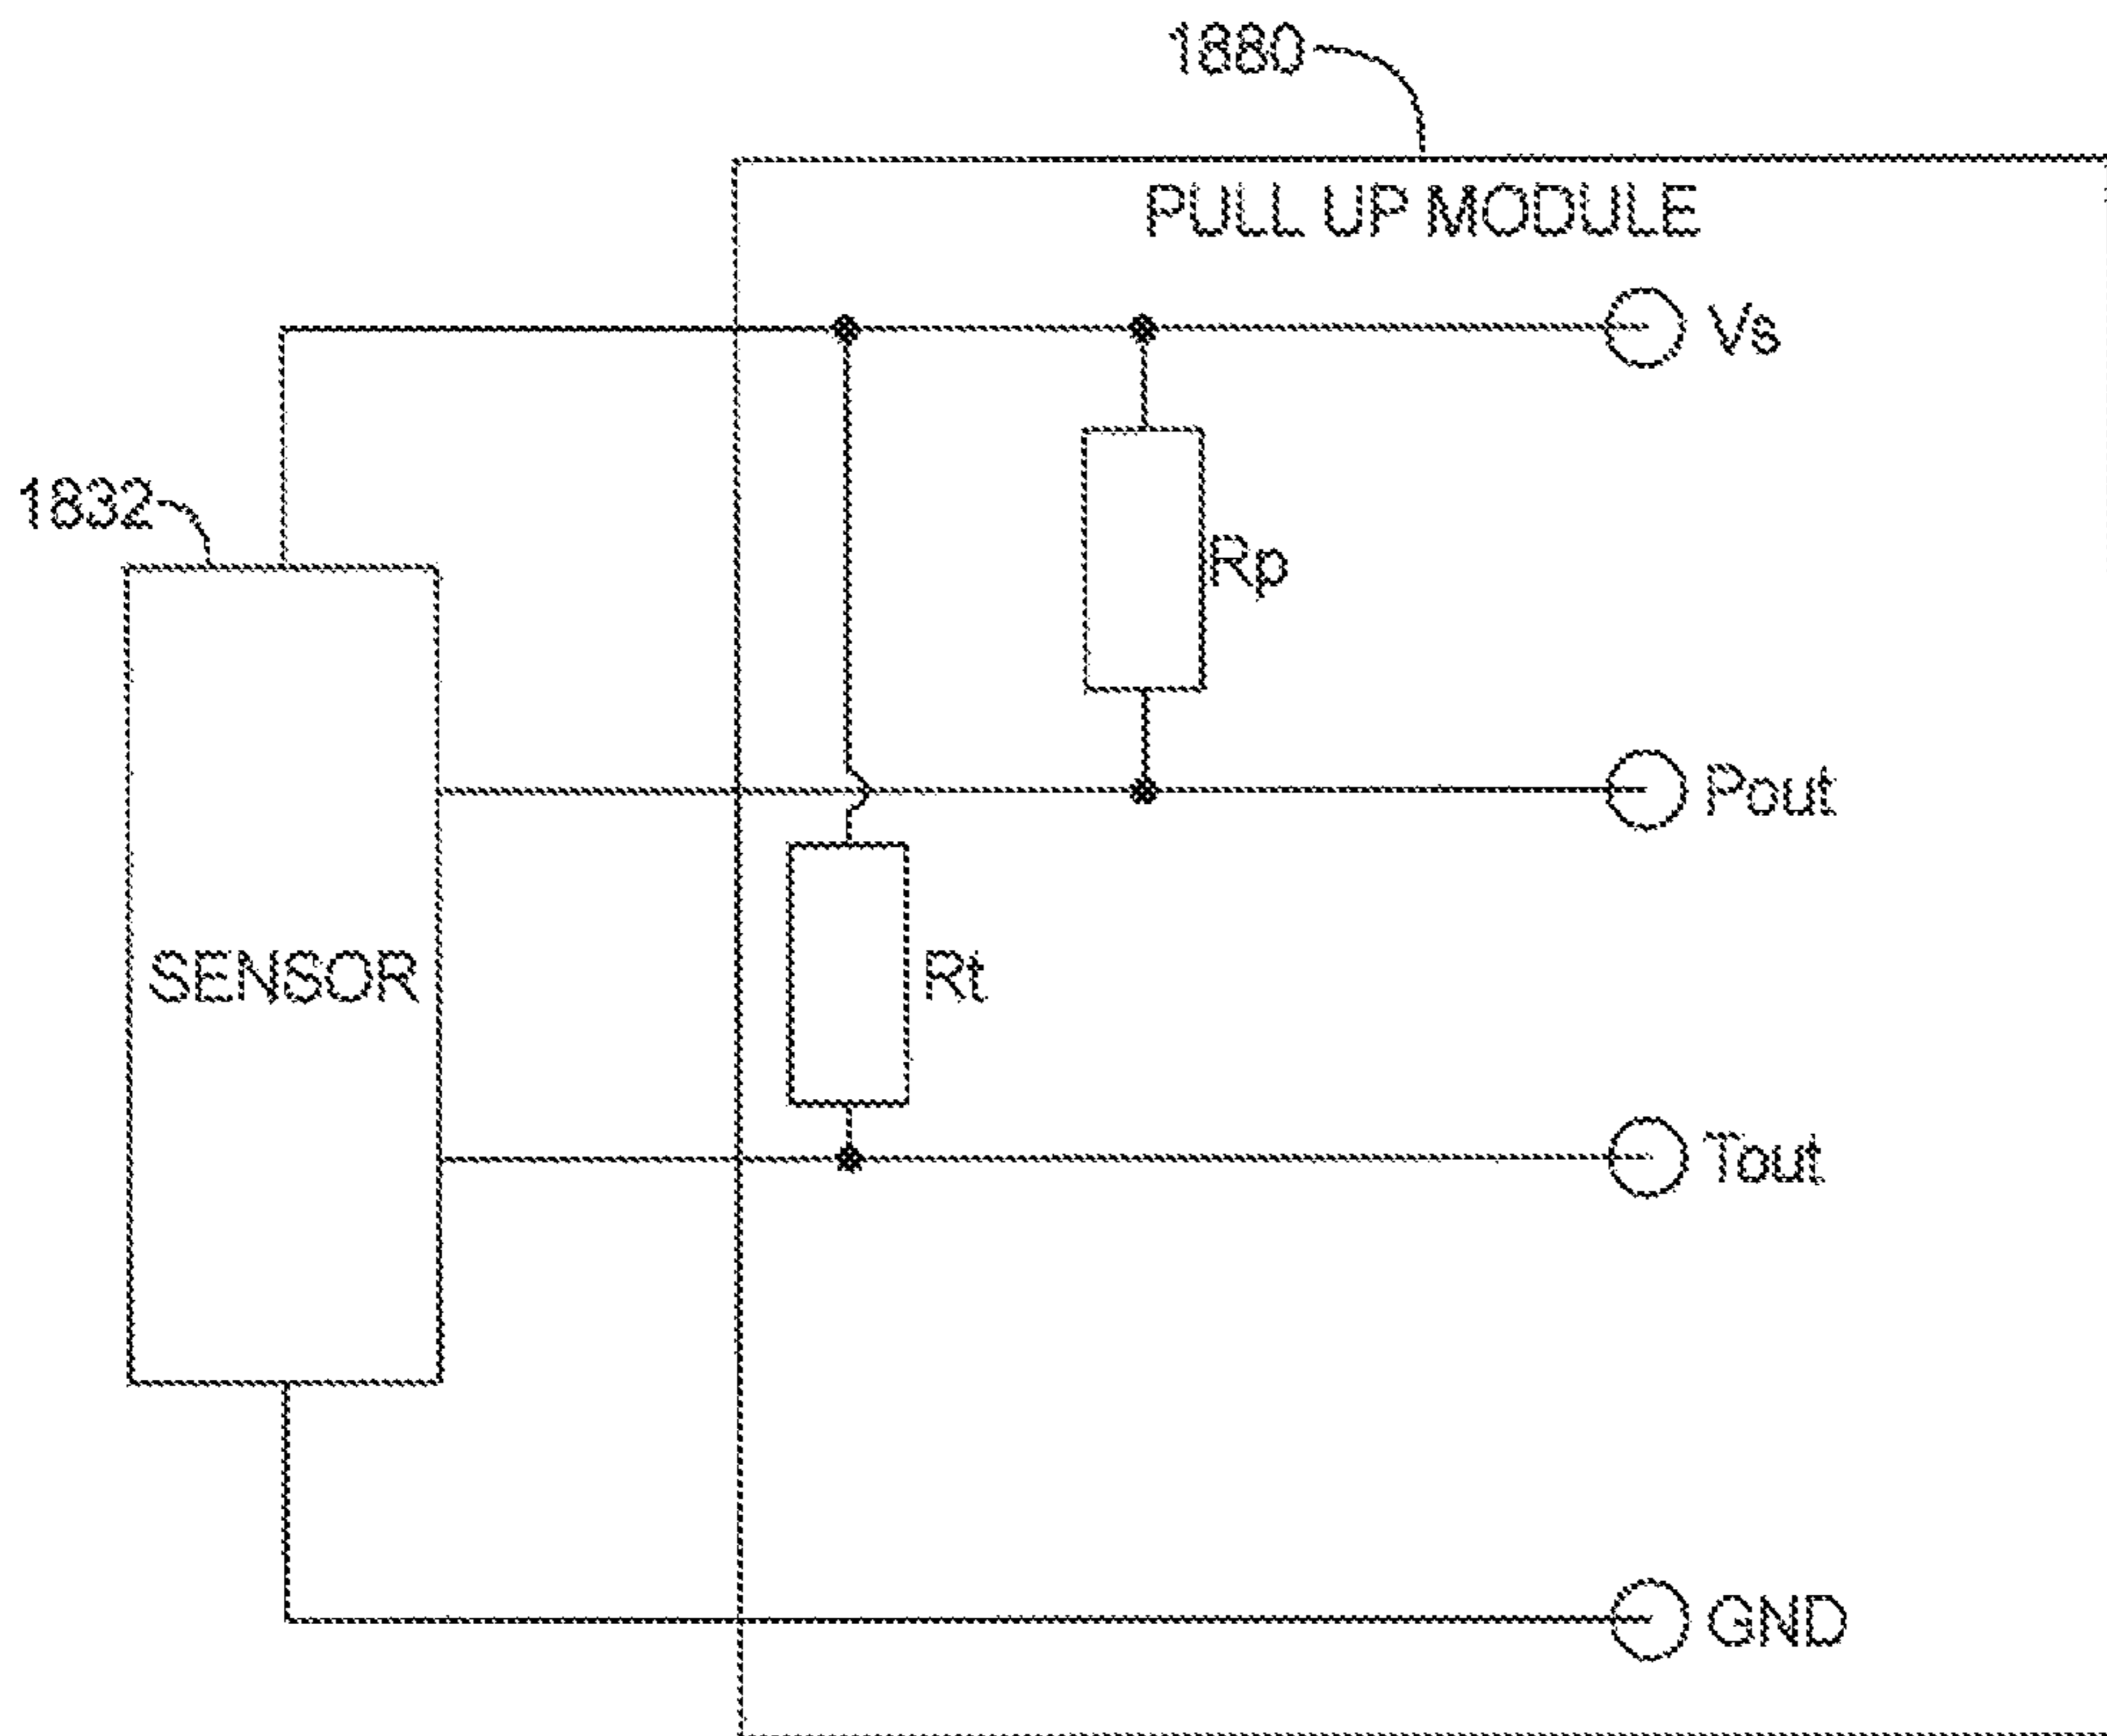 1880
PULL UP MODULE
Vs
1832
Rp
Pout
SENSOR
Rt
Tout
GND